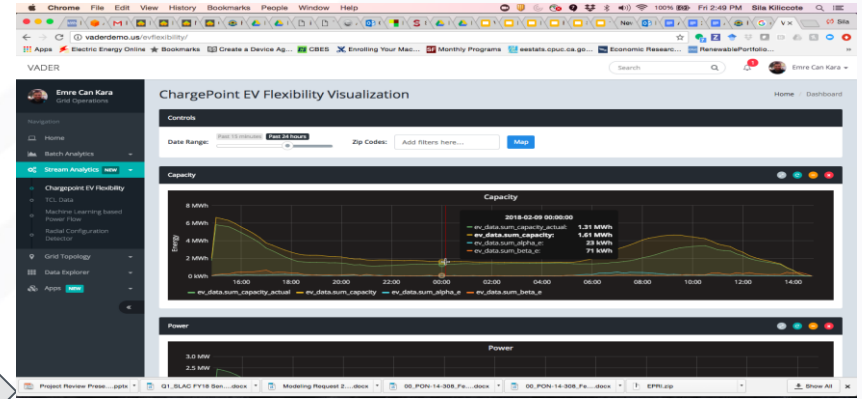 Chrome File Edit View History Bookmarks People Window Help
100% Fri 2:49 PM Sila Kiliccote
Sila
vaderdemo.us/evflexibility/
Apps Electric Energy Online Bookmarks Create a Device Ag... CBES Enrolling Your Mac... Monthly Programs eestats.cpuc.ca.go... Economic Researc... RenewablePortfolio...
VADER
Search
Emre Can Kara
Emre Can Kara
Grid Operations
ChargePoint EV Flexibility Visualization
Home / Dashboard
Navigation
Home
Batch Analytics
Stream Analytics NEW
Chargepoint EV Flexibility
TCL Data
Machine Learning based Power Flow
Radial Configuration Detector
Grid Topology
Data Explorer
Apps NEW
Controls
Date Range:
Past 15 minutes Past 24 hours
Zip Codes:
Add filters here...
Map
Capacity
Capacity
Energy
8 MWh
6 MWh
4 MWh
2 MWh
0 kWh
2018-02-09 00:00:00
ev_data.sum_capacity_actual: 1.31 MWh
ev_data.sum_capacity: 1.61 MWh
ev_data.sum_alpha_e: 23 kWh
ev_data.sum_beta_e: 71 kWh
16:00 18:00 20:00 22:00 00:00 02:00 04:00 06:00 08:00 10:00 12:00 14:00
ev_data.sum_capacity_actual ev_data.sum_capacity ev_data.sum_alpha_e ev_data.sum_beta_e
Power
Power
3.0 MW
2.5 MW
Project Review Prese....pptx Q1_SLAC FY18 Sen....docx Modeling Request 2....docx 00_PON-14-308_Fe....docx 00_PON-14-308_Fe....docx EPRI.zip Show All